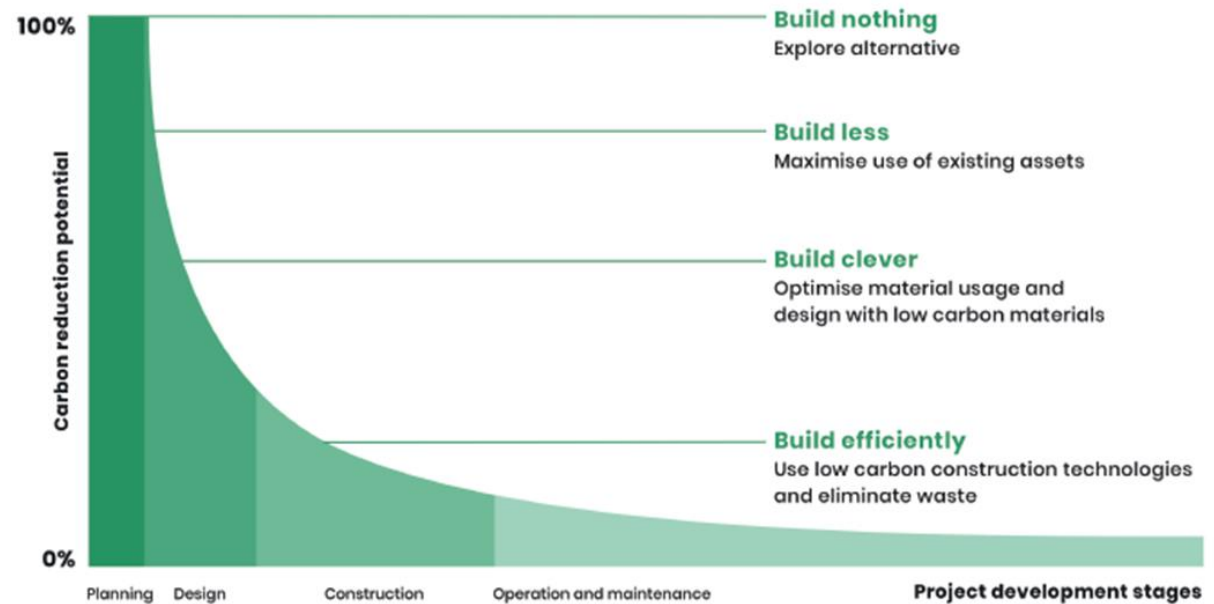 100%
Carbon reduction potential
0%
Build nothing
Explore alternative
Build less
Maximise use of existing assets
Build clever
Optimise material usage and
design with low carbon materials
Build efficiently
Use low carbon construction technologies
and eliminate waste
Planning
Design
Construction
Operation and maintenance
Project development stages